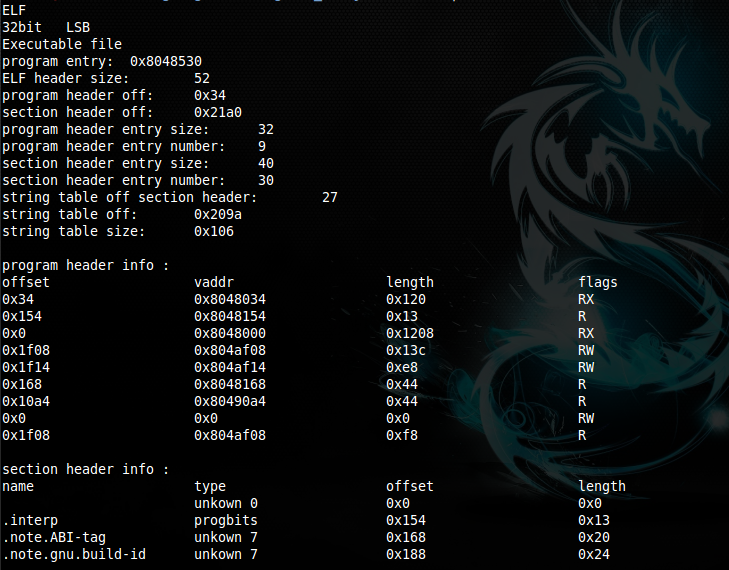 ELF
32bit LSB
Executable file
program entry: 0x8048530
ELF header size: 52
program header off: 0x34
section header off: 0x21a0
program header entry size: 32
program header entry number: 9
section header entry size: 40
section header entry number: 30
string table off section header: 27
string table off: 0x209a
string table size: 0x106
program header info :
offset vaddr length flags
0x34 0x8048034 0x120 RX
0x154 0x8048154 0x13 R
0x0 0x8048000 0x1208 RX
0x1f08 0x804af08 0x13c RW
0x1f14 0x804af14 0xe8 RW
0x168 0x8048168 0x44 R
0x10a4 0x80490a4 0x44 R
0x0 0x0 0x0 RW
0x1f08 0x804af08 0xf8 R
section header info :
name type offset length
unkown 0 0x0 0x0
.interp progbits 0x154 0x13
.note.ABI-tag unkown 7 0x168 0x20
.note.gnu.build-id unkown 7 0x188 0x24